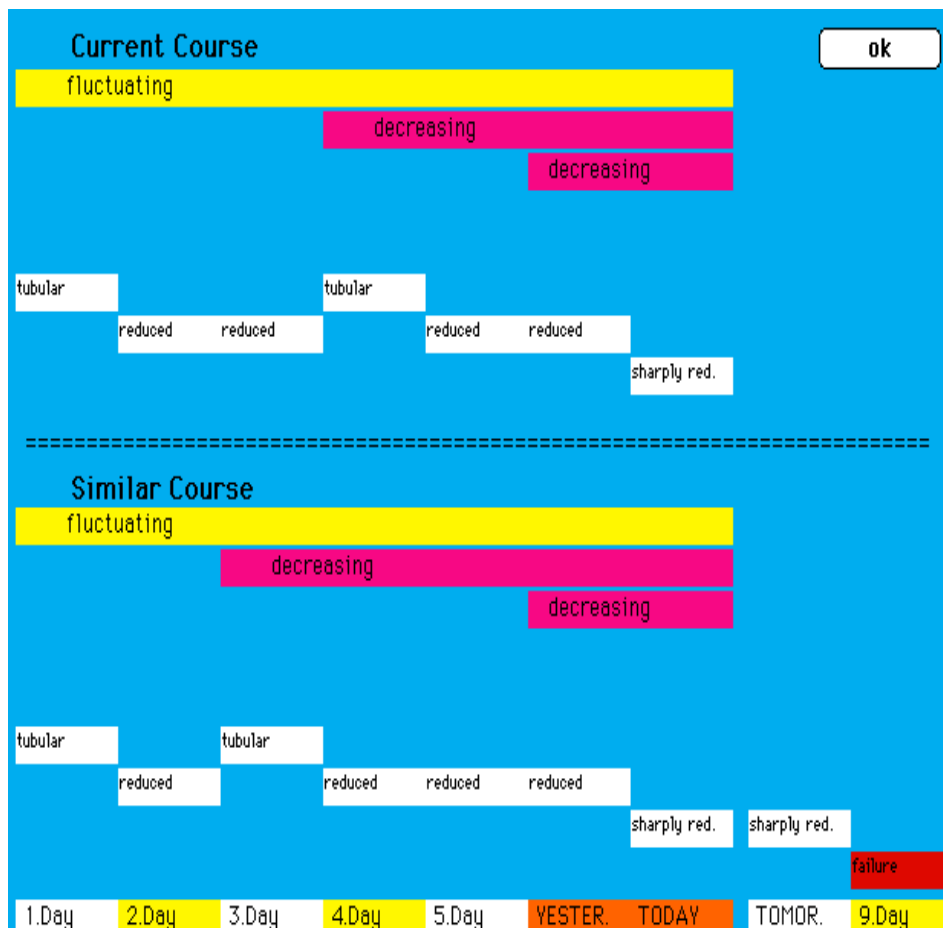 Current Course ok
fluctuating
decreasing
decreasing
tubular tubular
reduced reduced reduced reduced
sharply red.
==========================================================================
Similar Course
fluctuating
decreasing
decreasing
tubular tubular
reduced reduced reduced reduced
sharply red. sharply red.
failure
1.Day 2.Day 3.Day 4.Day 5.Day YESTER. TODAY TOMOR. 9.Day